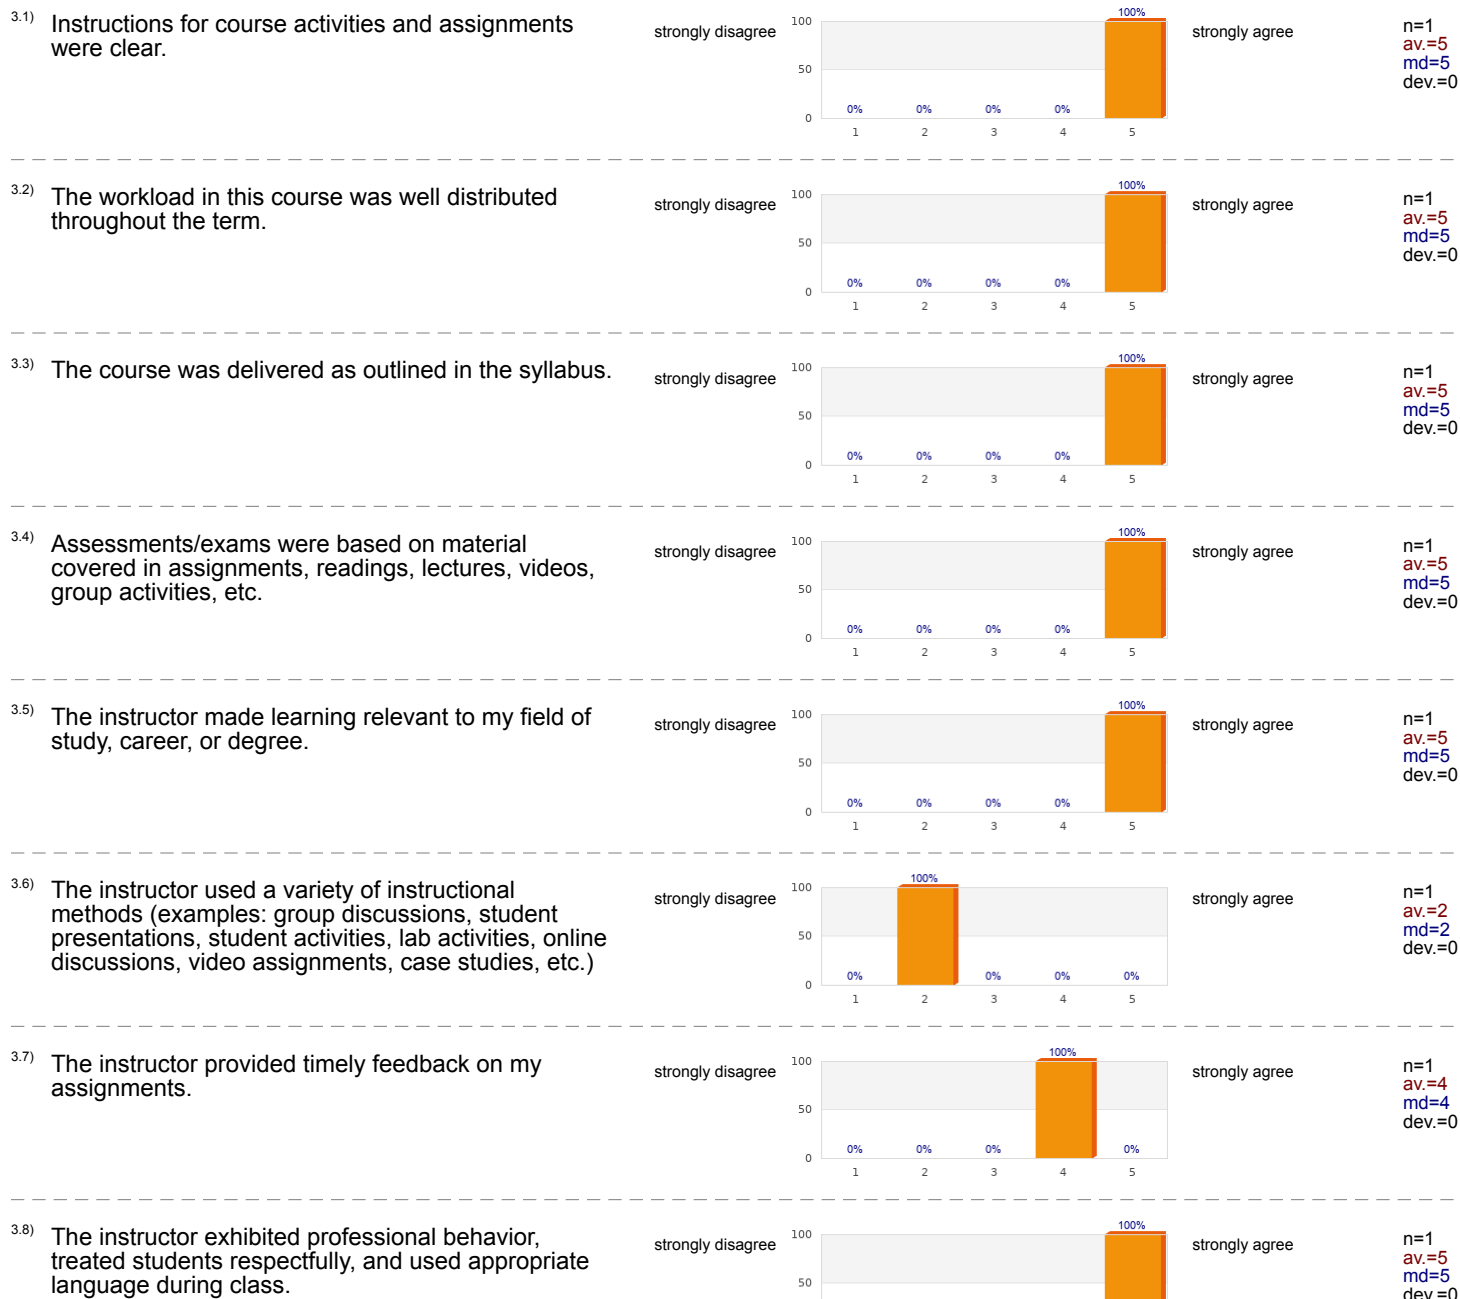 3.1) Instructions for course activities and assignments
were clear.
strongly disagree
100
50
0
0% 0% 0% 0% 100%
1 2 3 4 5
strongly agree
n=1
av.=5
md=5
dev.=0
3.2) The workload in this course was well distributed
throughout the term.
strongly disagree
100
50
0
0% 0% 0% 0% 100%
1 2 3 4 5
strongly agree
n=1
av.=5
md=5
dev.=0
3.3) The course was delivered as outlined in the syllabus.
strongly disagree
100
50
0
0% 0% 0% 0% 100%
1 2 3 4 5
strongly agree
n=1
av.=5
md=5
dev.=0
3.4) Assessments/exams were based on material
covered in assignments, readings, lectures, videos,
group activities, etc.
strongly disagree
100
50
0
0% 0% 0% 0% 100%
1 2 3 4 5
strongly agree
n=1
av.=5
md=5
dev.=0
3.5) The instructor made learning relevant to my field of
study, career, or degree.
strongly disagree
100
50
0
0% 0% 0% 0% 100%
1 2 3 4 5
strongly agree
n=1
av.=5
md=5
dev.=0
3.6) The instructor used a variety of instructional
methods (examples: group discussions, student
presentations, student activities, lab activities, online
discussions, video assignments, case studies, etc.)
strongly disagree
100
50
0
0% 100% 0% 0% 0%
1 2 3 4 5
strongly agree
n=1
av.=2
md=2
dev.=0
3.7) The instructor provided timely feedback on my
assignments.
strongly disagree
100
50
0
0% 0% 0% 100% 0%
1 2 3 4 5
strongly agree
n=1
av.=4
md=4
dev.=0
3.8) The instructor exhibited professional behavior,
treated students respectfully, and used appropriate
language during class.
strongly disagree
100
50
100%
strongly agree
n=1
av.=5
md=5
dev.=0